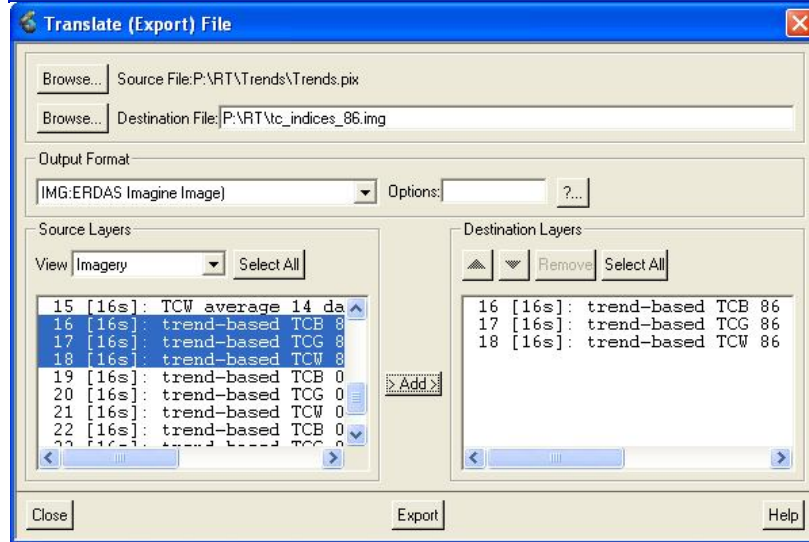 Translate (Export) File
Browse... Source File:P:\RT\Trends\Trends.pix
Browse... Destination File: P:\RT\tc_indices_86.img
Output Format
IMG:ERDAS Imagine Image) Options: ?...
Source Layers
View Imagery Select All
15 [16s]: TCW average 14 da
16 [16s]: trend-based TCB 8
17 [16s]: trend-based TCG 8
18 [16s]: trend-based TCW 8
19 [16s]: trend-based TCB 0
20 [16s]: trend-based TCG 0
21 [16s]: trend-based TCW 0
22 [16s]: trend-based TCB 0
> Add >
Destination Layers
Remove Select All
16 [16s]: trend-based TCB 86
17 [16s]: trend-based TCG 86
18 [16s]: trend-based TCW 86
Close Export Help